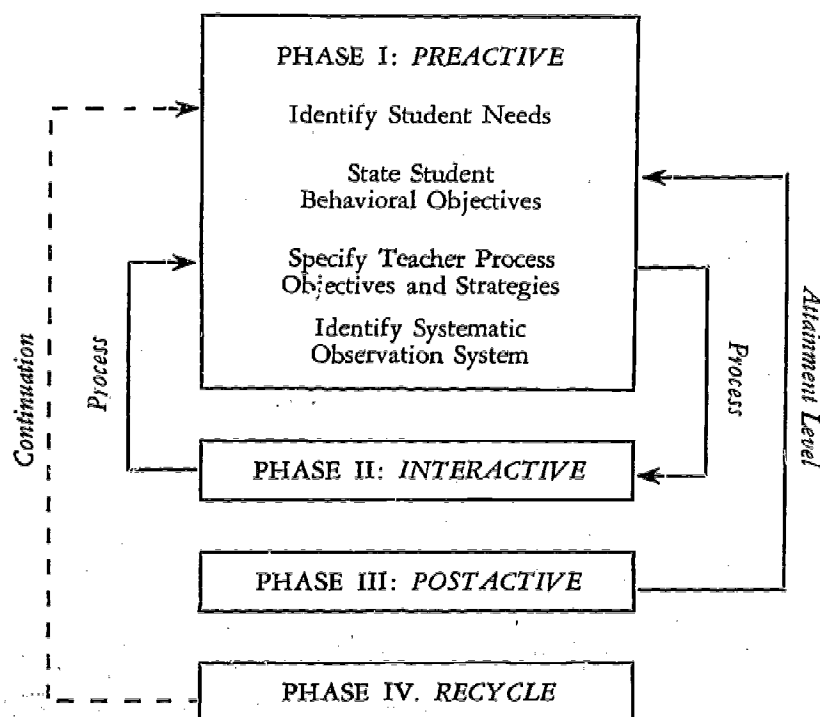 PHASE I: PREACTIVE
Identify Student Needs
State Student
Behavioral Objectives
Specify Teacher Process
Objectives and Strategies
Identify Systematic
Observation System
Continuation
Process
Process
Attainment Level
PHASE II: INTERACTIVE
PHASE III: POSTACTIVE
PHASE IV. RECYCLE